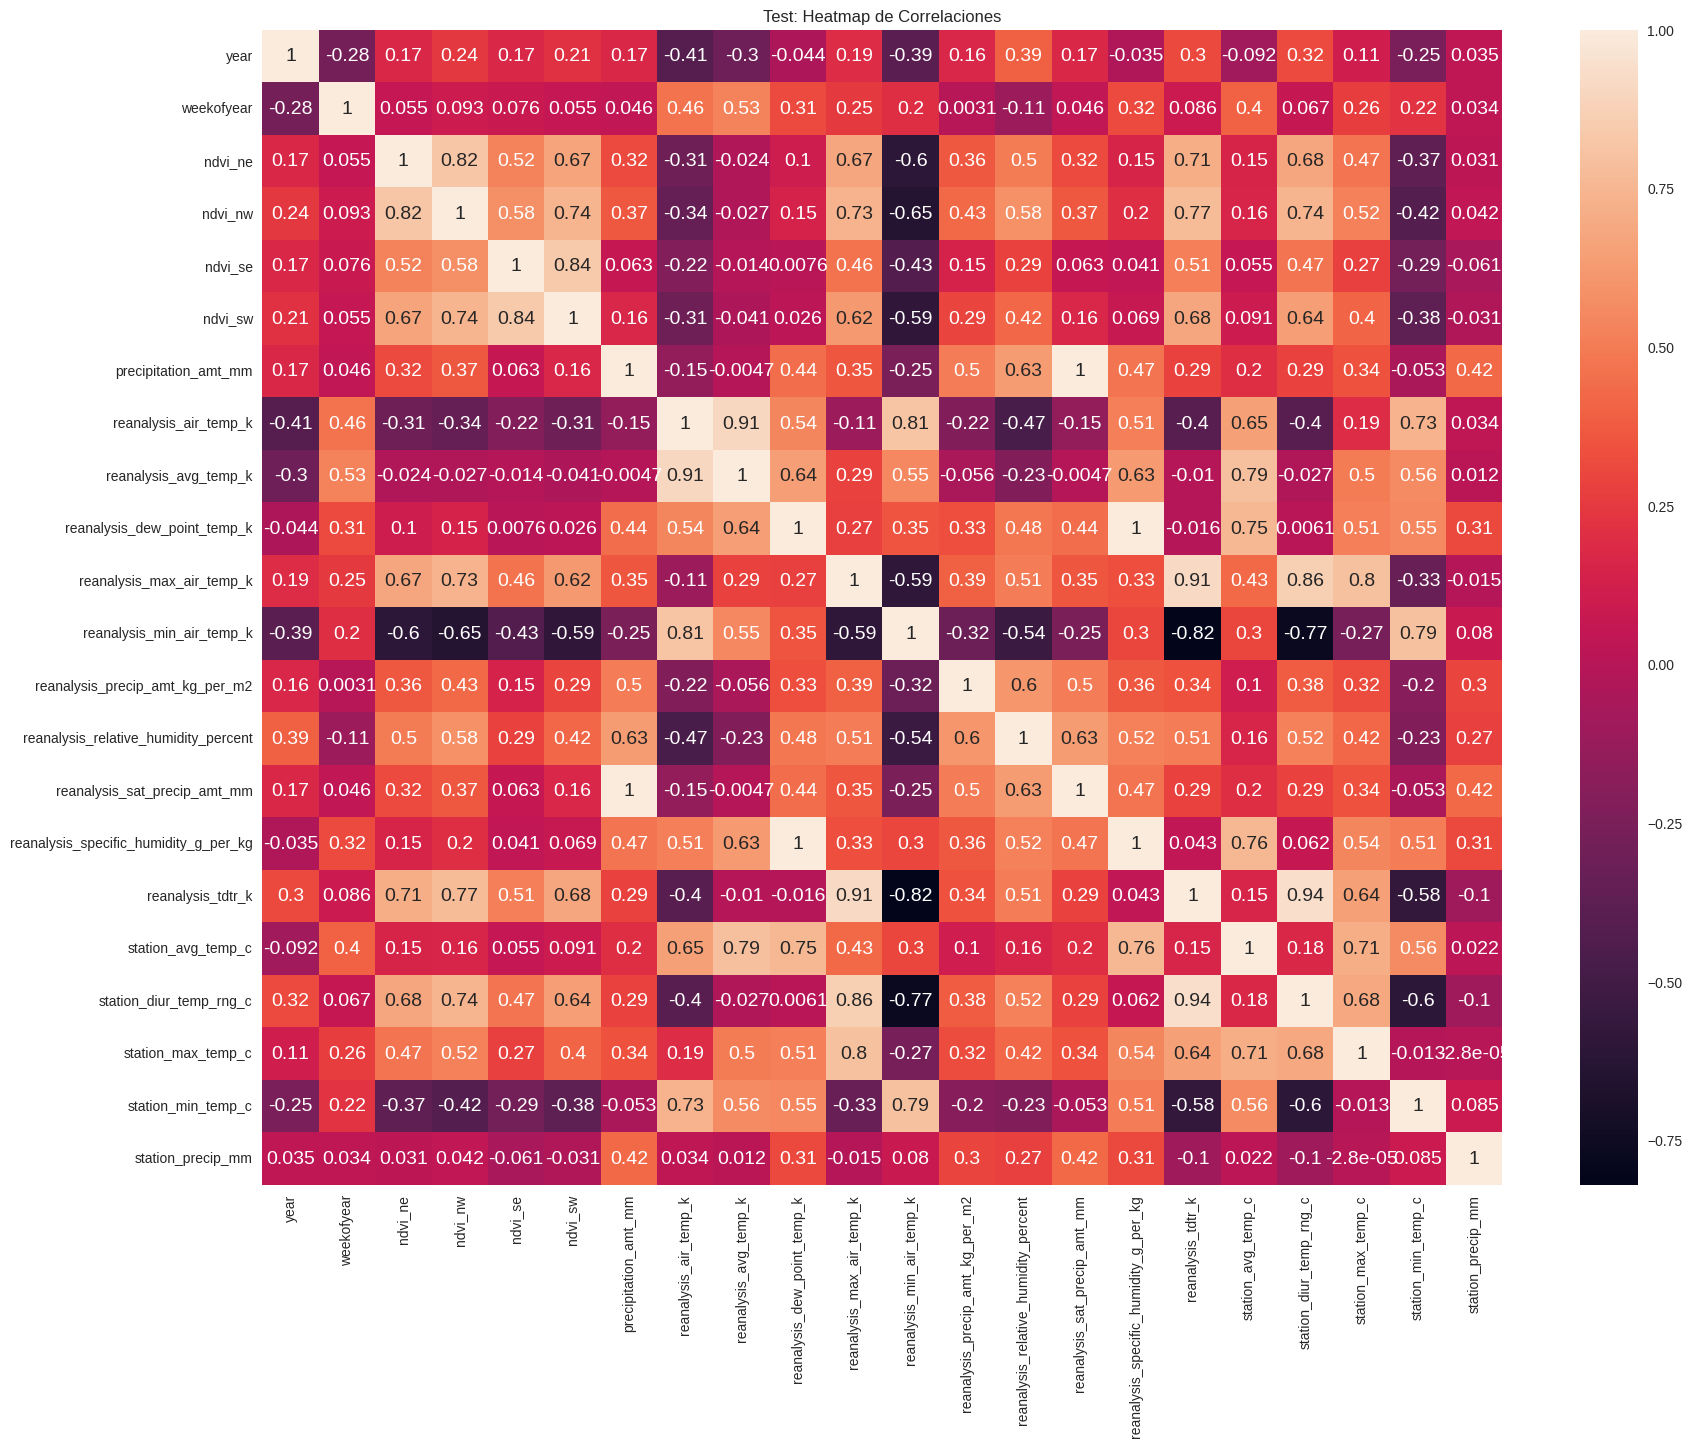 Test: Heatmap de Correlaciones
year 1 -0.28 0.17 0.24 0.17 0.21 0.17 -0.41 -0.3 -0.044 0.19 -0.39 0.16 0.39 0.17 -0.035 0.3 -0.092 0.32 0.11 -0.25 0.035
weekofyear -0.28 1 0.055 0.093 0.076 0.055 0.046 0.46 0.53 0.31 0.25 0.2 0.0031 -0.11 0.046 0.32 0.086 0.4 0.067 0.26 0.22 0.034
ndvi_ne 0.17 0.055 1 0.82 0.52 0.67 0.32 -0.31 -0.024 0.1 0.67 -0.6 0.36 0.5 0.32 0.15 0.71 0.15 0.68 0.47 -0.37 0.031
ndvi_nw 0.24 0.093 0.82 1 0.58 0.74 0.37 -0.34 -0.027 0.15 0.73 -0.65 0.43 0.58 0.37 0.2 0.77 0.16 0.74 0.52 -0.42 0.042
ndvi_se 0.17 0.076 0.52 0.58 1 0.84 0.063 -0.22 -0.014 0.0076 0.46 -0.43 0.15 0.29 0.063 0.041 0.51 0.055 0.47 0.27 -0.29 -0.061
ndvi_sw 0.21 0.055 0.67 0.74 0.84 1 0.16 -0.31 -0.041 0.026 0.62 -0.59 0.29 0.42 0.16 0.069 0.68 0.091 0.64 0.4 -0.38 -0.031
precipitation_amt_mm 0.17 0.046 0.32 0.37 0.063 0.16 1 -0.15 -0.0047 0.44 0.35 -0.25 0.5 0.63 1 0.47 0.29 0.2 0.29 0.34 -0.053 0.42
reanalysis_air_temp_k -0.41 0.46 -0.31 -0.34 -0.22 -0.31 -0.15 1 0.91 0.54 -0.11 0.81 -0.22 -0.47 -0.15 0.51 -0.4 0.65 -0.4 0.19 0.73 0.034
reanalysis_avg_temp_k -0.3 0.53 -0.024 -0.027 -0.014 -0.041 -0.0047 0.91 1 0.64 0.29 0.55 -0.056 -0.23 -0.0047 0.63 -0.01 0.79 -0.027 0.5 0.56 0.012
reanalysis_dew_point_temp_k -0.044 0.31 0.1 0.15 0.0076 0.026 0.44 0.54 0.64 1 0.27 0.35 0.33 0.48 0.44 1 -0.016 0.75 0.0061 0.51 0.55 0.31
reanalysis_max_air_temp_k 0.19 0.25 0.67 0.73 0.46 0.62 0.35 -0.11 0.29 0.27 1 -0.59 0.39 0.51 0.35 0.33 0.91 0.43 0.86 0.8 -0.33 -0.015
reanalysis_min_air_temp_k -0.39 0.2 -0.6 -0.65 -0.43 -0.59 -0.25 0.81 0.55 0.35 -0.59 1 -0.32 -0.54 -0.25 0.3 -0.82 0.3 -0.77 -0.27 0.79 0.08
reanalysis_precip_amt_kg_per_m2 0.16 0.0031 0.36 0.43 0.15 0.29 0.5 -0.22 -0.056 0.33 0.39 -0.32 1 0.6 0.5 0.36 0.34 0.1 0.38 0.32 -0.2 0.3
reanalysis_relative_humidity_percent 0.39 -0.11 0.5 0.58 0.29 0.42 0.63 -0.47 -0.23 0.48 0.51 -0.54 0.6 1 0.63 0.52 0.51 0.16 0.52 0.42 -0.23 0.27
reanalysis_sat_precip_amt_mm 0.17 0.046 0.32 0.37 0.063 0.16 1 -0.15 -0.0047 0.44 0.35 -0.25 0.5 0.63 1 0.47 0.29 0.2 0.29 0.34 -0.053 0.42
reanalysis_specific_humidity_g_per_kg -0.035 0.32 0.15 0.2 0.041 0.069 0.47 0.51 0.63 1 0.33 0.3 0.36 0.52 0.47 1 0.043 0.76 0.062 0.54 0.51 0.31
reanalysis_tdtr_k 0.3 0.086 0.71 0.77 0.51 0.68 0.29 -0.4 -0.01 -0.016 0.91 -0.82 0.34 0.51 0.29 0.043 1 0.15 0.94 0.64 -0.58 -0.1
station_avg_temp_c -0.092 0.4 0.15 0.16 0.055 0.091 0.2 0.65 0.79 0.75 0.43 0.3 0.1 0.16 0.2 0.76 0.15 1 0.18 0.71 0.56 0.022
station_diur_temp_rng_c 0.32 0.067 0.68 0.74 0.47 0.64 0.29 -0.4 -0.027 0.0061 0.86 -0.77 0.38 0.52 0.29 0.062 0.94 0.18 1 0.68 -0.6 -0.1
station_max_temp_c 0.11 0.26 0.47 0.52 0.27 0.4 0.34 0.19 0.5 0.51 0.8 -0.27 0.32 0.42 0.34 0.54 0.64 0.71 0.68 1 -0.013 -2.8e-05
station_min_temp_c -0.25 0.22 -0.37 -0.42 -0.29 -0.38 -0.053 0.73 0.56 0.55 -0.33 0.79 -0.2 -0.23 -0.053 0.51 -0.58 0.56 -0.6 -0.013 1 0.085
station_precip_mm 0.035 0.034 0.031 0.042 -0.061 -0.031 0.42 0.034 0.012 0.31 -0.015 0.08 0.3 0.27 0.42 0.31 -0.1 0.022 -0.1 -2.8e-05 0.085 1
year
weekofyear
ndvi_ne
ndvi_nw
ndvi_se
ndvi_sw
precipitation_amt_mm
reanalysis_air_temp_k
reanalysis_avg_temp_k
reanalysis_dew_point_temp_k
reanalysis_max_air_temp_k
reanalysis_min_air_temp_k
reanalysis_precip_amt_kg_per_m2
reanalysis_relative_humidity_percent
reanalysis_sat_precip_amt_mm
reanalysis_specific_humidity_g_per_kg
reanalysis_tdtr_k
station_avg_temp_c
station_diur_temp_rng_c
station_max_temp_c
station_min_temp_c
station_precip_mm
1.00
0.75
0.50
0.25
0.00
−0.25
−0.50
−0.75